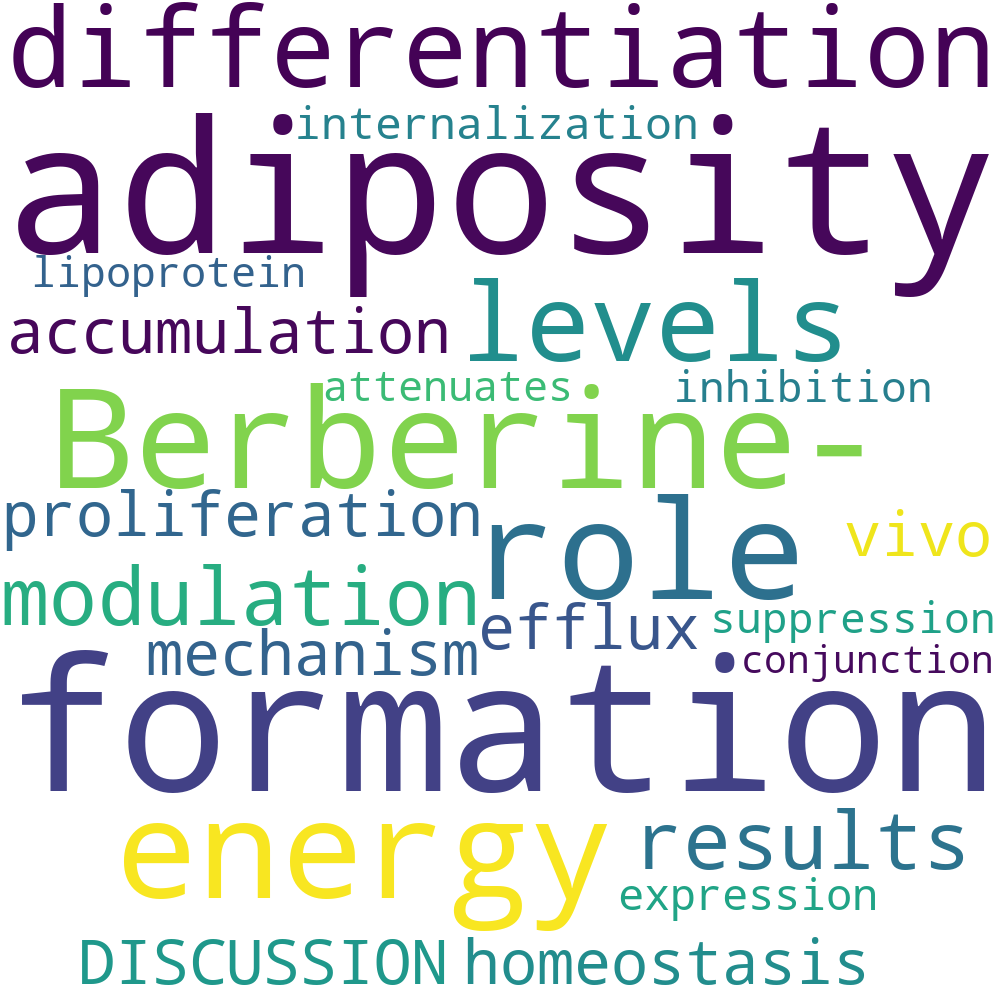 differentiation
internalization
adiposity
lipoprotein
accumulation
levels
attenuates
inhibition
Berberine-
proliferation
role
vivo
modulation
efflux
suppression
mechanism
conjunction
formation
energy
results
expression
DISCUSSION
homeostasis